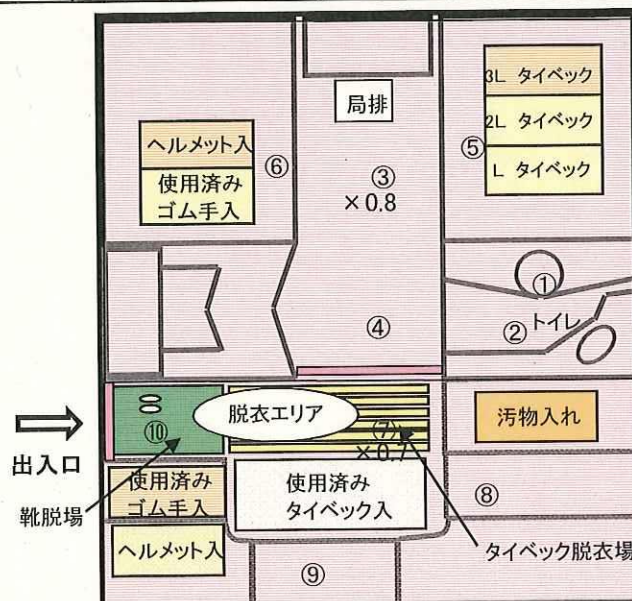 局排
3L タイベック
2L タイベック
L タイベック
⑤
ヘルメット入
使用済み
ゴム手入
⑥
③
×0.8
①
②
トイレ
④
出入口
⑩
脱衣エリア
⑦
×0.7
汚物入れ
靴脱場
使用済み
ゴム手入
使用済み
タイベック入
⑧
ヘルメット入
⑨
タイベック脱衣場